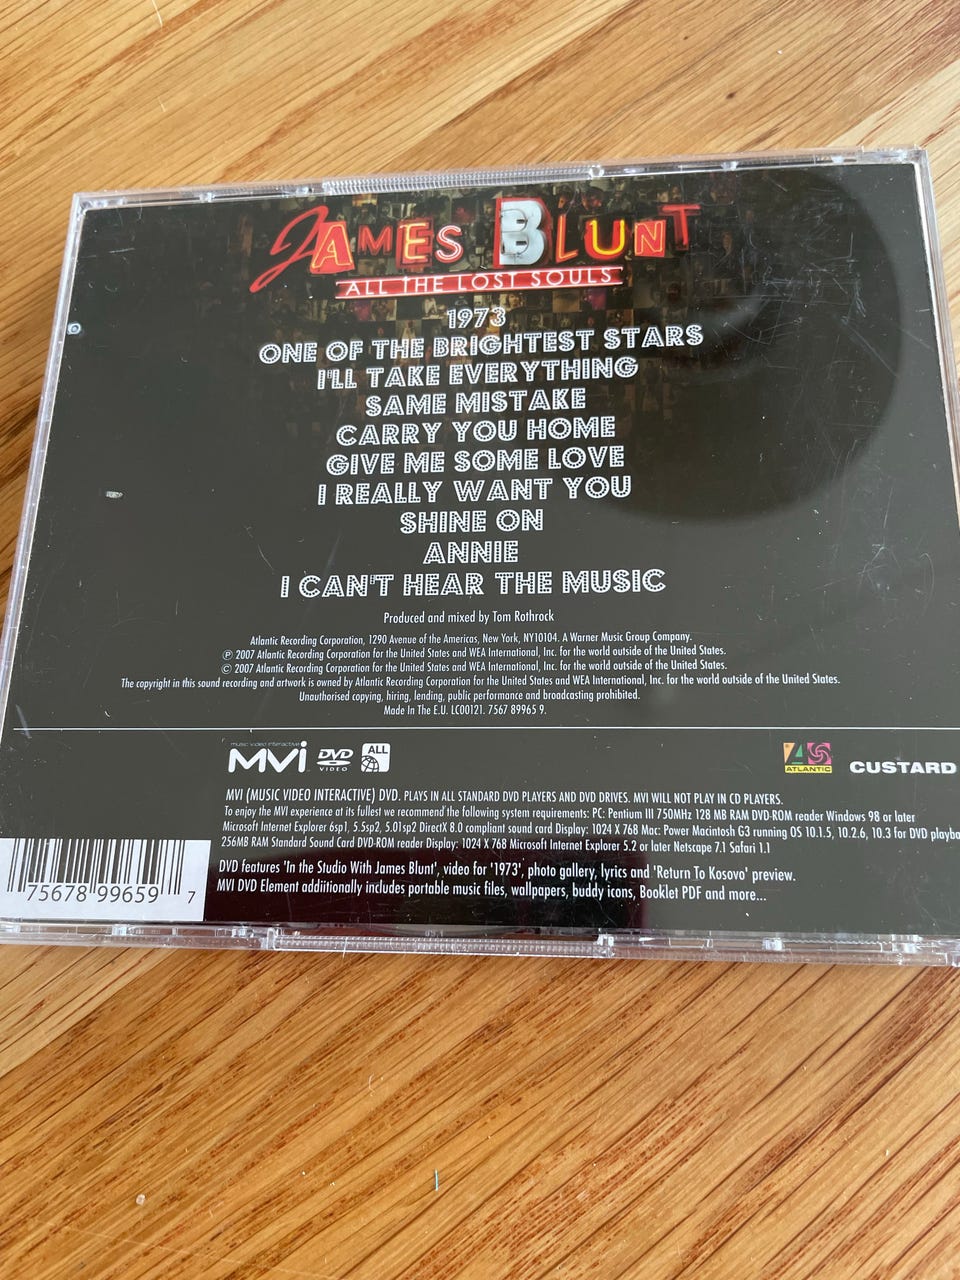 JAMES BLUNT
ALL THE LOST SOULS
1973
ONE OF THE BRIGHTEST STARS
I'LL TAKE EVERYTHING
SAME MISTAKE
CARRY YOU HOME
GIVE ME SOME LOVE
I REALLY WANT YOU
SHINE ON
ANNIE
I CAN'T HEAR THE MUSIC
Produced and mixed by Tom Rothrock
Atlantic Recording Corporation, 1290 Avenue of the Americas, New York, NY10104. A Warner Music Group Company.
℗ 2007 Atlantic Recording Corporation for the United States and WEA International, Inc. for the world outside of the United States.
© 2007 Atlantic Recording Corporation for the United States and WEA International, Inc. for the world outside of the United States.
The copyright in this sound recording and artwork is owned by Atlantic Recording Corporation for the United States and WEA International, Inc. for the world outside of the United States.
Unauthorised copying, hiring, lending, public performance and broadcasting prohibited.
Made In The E.U. LC00121. 7567 89965 9.
music video interactive
MVI DVD VIDEO ALL ATLANTIC CUSTARD
MVI (MUSIC VIDEO INTERACTIVE) DVD. PLAYS IN ALL STANDARD DVD PLAYERS AND DVD DRIVES. MVI WILL NOT PLAY IN CD PLAYERS.
To enjoy the MVI experience at its fullest we recommend the following system requirements: PC: Pentium III 750MHz 128 MB RAM DVD-ROM reader Windows 98 or later
Microsoft Internet Explorer 6sp1, 5.5sp2, 5.01sp2 DirectX 8.0 compliant sound card Display: 1024 X 768 Mac: Power Macintosh G3 running OS 10.1.5, 10.2.6, 10.3 for DVD playba
256MB RAM Standard Sound Card DVD-ROM reader Display: 1024 X 768 Microsoft Internet Explorer 5.2 or later Netscape 7.1 Safari 1.1
DVD features 'In the Studio With James Blunt', video for '1973', photo gallery, lyrics and 'Return To Kosovo' preview.
MVI DVD Element addiitionally includes portable music files, wallpapers, buddy icons, Booklet PDF and more...
75678 99659 7